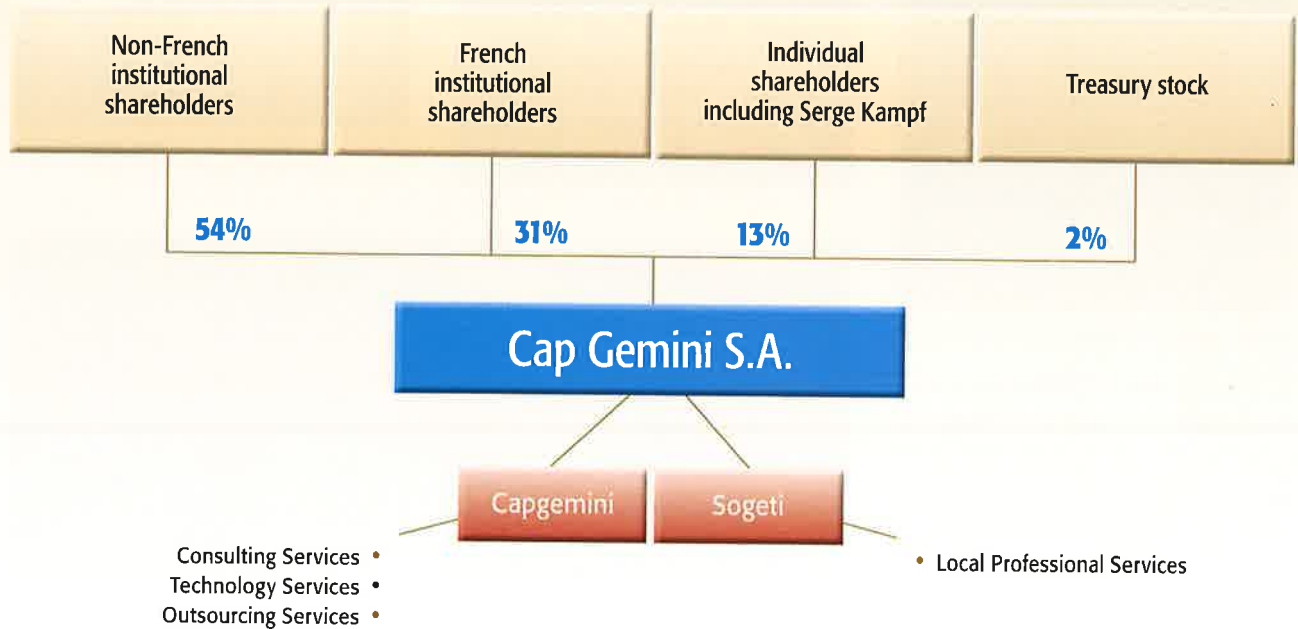 Non-French
institutional
shareholders
French
institutional
shareholders
Individual
shareholders
including Serge Kampf
Treasury stock
54%
31%
13%
2%
Cap Gemini S.A.
Capgemini
Sogeti
Consulting Services •
Technology Services •
Outsourcing Services •
• Local Professional Services